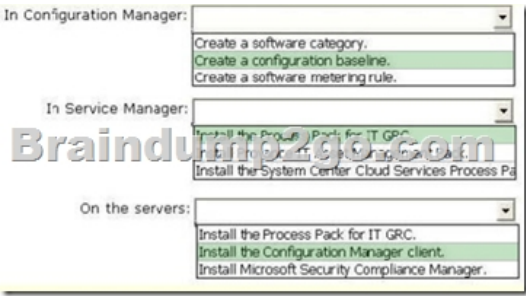 In Configuration Manager:
Create a software category.
Create a configuration baseline.
Create a software metering rule.
In Service Manager:
Install the Process Pack for IT GRC.
Braindump2go.com
Install the System Center Cloud Services Process Pa
On the servers:
Install the Process Pack for IT GRC.
Install the Configuration Manager client.
Install Microsoft Security Compliance Manager.